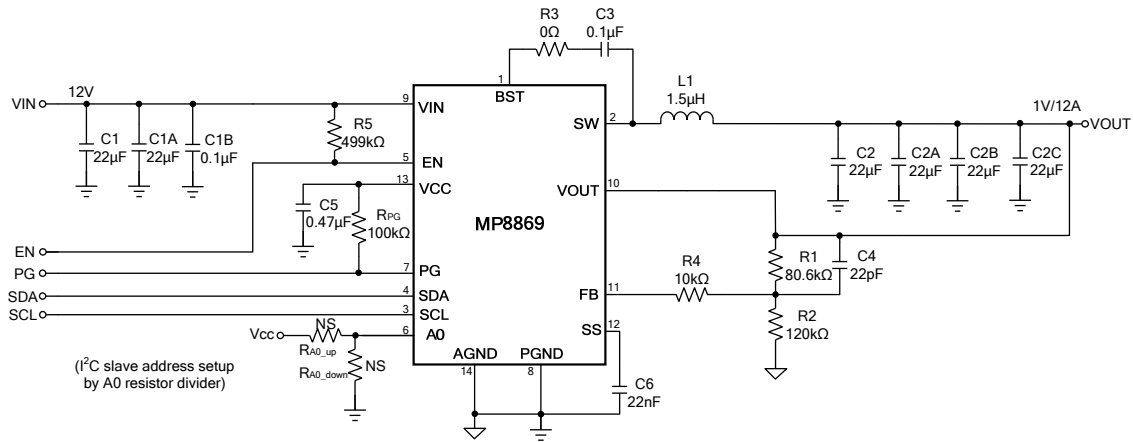 R3
0Ω
C3
0.1µF
1
BST
12V
VIN
9
VIN
C1
22µF
C1A
22µF
C1B
0.1µF
R5
499kΩ
5
EN
13
VCC
C5
0.47µF
RPG
100kΩ
EN
PG
7
PG
SDA
4
SDA
SCL
3
SCL
Vcc
NS
6
A0
RA0_up
RA0_down
NS
(I²C slave address setup
by A0 resistor divider)
MP8869
AGND
14
PGND
8
SW
2
L1
1.5µH
1V/12A
VOUT
C2
22µF
C2A
22µF
C2B
22µF
C2C
22µF
VOUT
10
R1
80.6kΩ
C4
22pF
R4
10kΩ
FB
11
R2
120kΩ
SS
12
C6
22nF